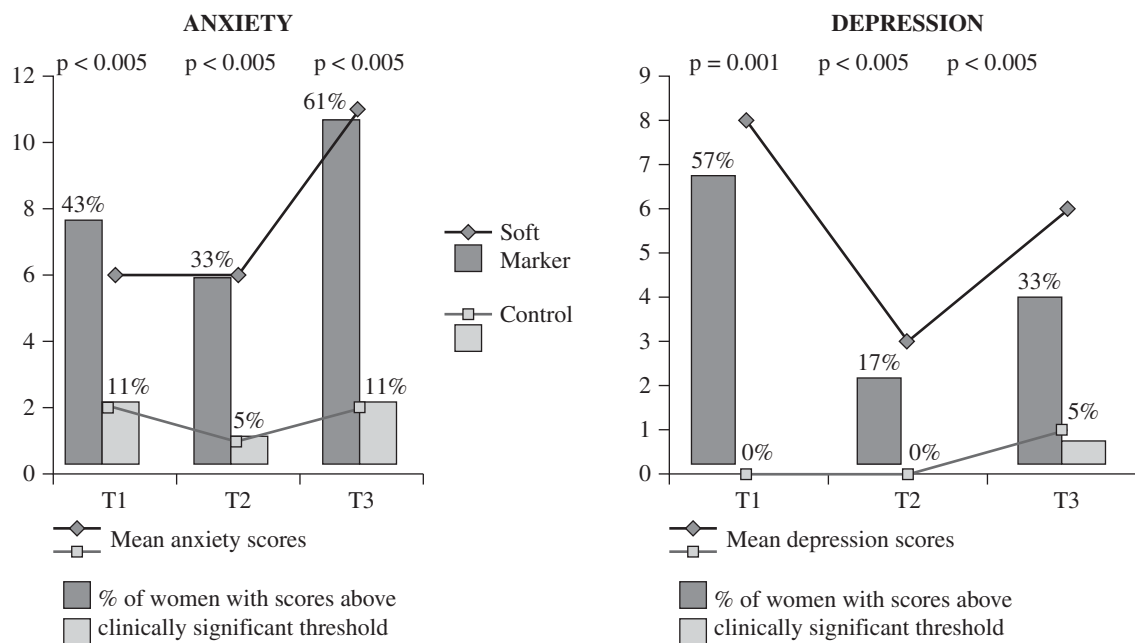 ANXIETY
p < 0.005 p < 0.005 p < 0.005
12
10
8
6
4
2
0
43%
33%
61%
11%
5%
11%
T1 T2 T3
Mean anxiety scores
% of women with scores above
clinically significant threshold
Soft
Marker
Control
DEPRESSION
p = 0.001 p < 0.005 p < 0.005
9
8
7
6
5
4
3
2
1
0
57%
17%
33%
0%
0%
5%
T1 T2 T3
Mean depression scores
% of women with scores above
clinically significant threshold